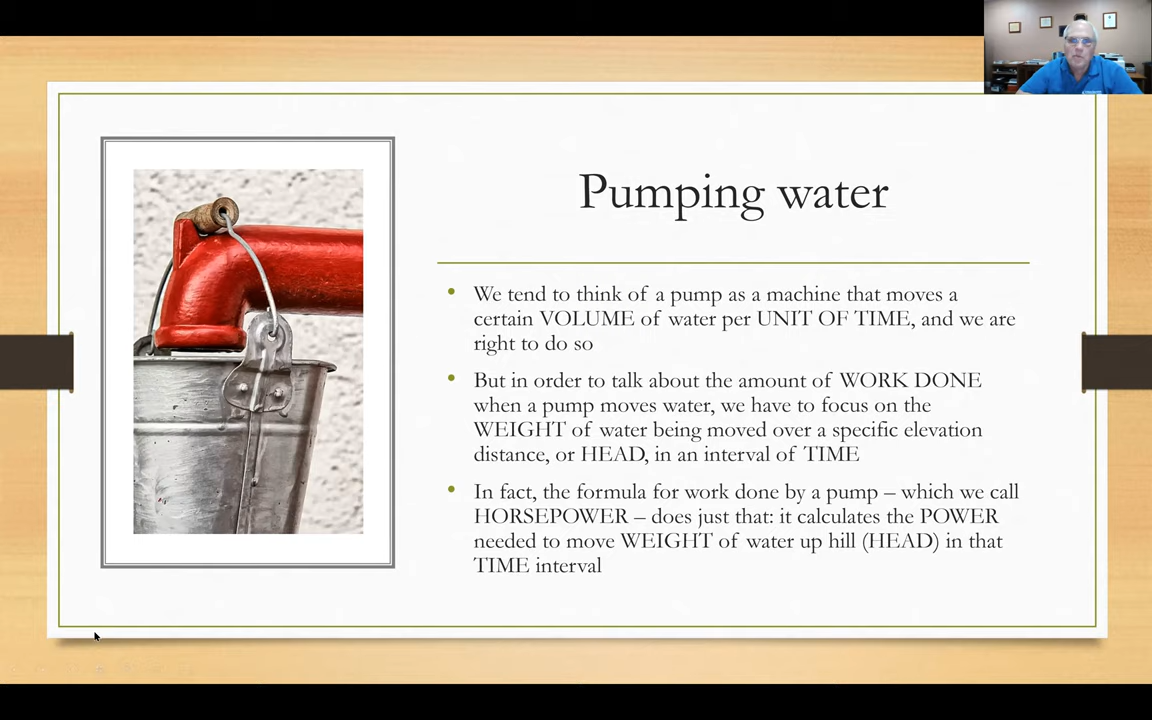 Pumping water
We tend to think of a pump as a machine that moves a
certain VOLUME of water per UNIT OF TIME, and we are
right to do so
But in order to talk about the amount of WORK DONE
when a pump moves water, we have to focus on the
WEIGHT of water being moved over a specific elevation
distance, or HEAD, in an interval of TIME
In fact, the formula for work done by a pump – which we call
HORSEPOWER – does just that: it calculates the POWER
needed to move WEIGHT of water up hill (HEAD) in that
TIME interval